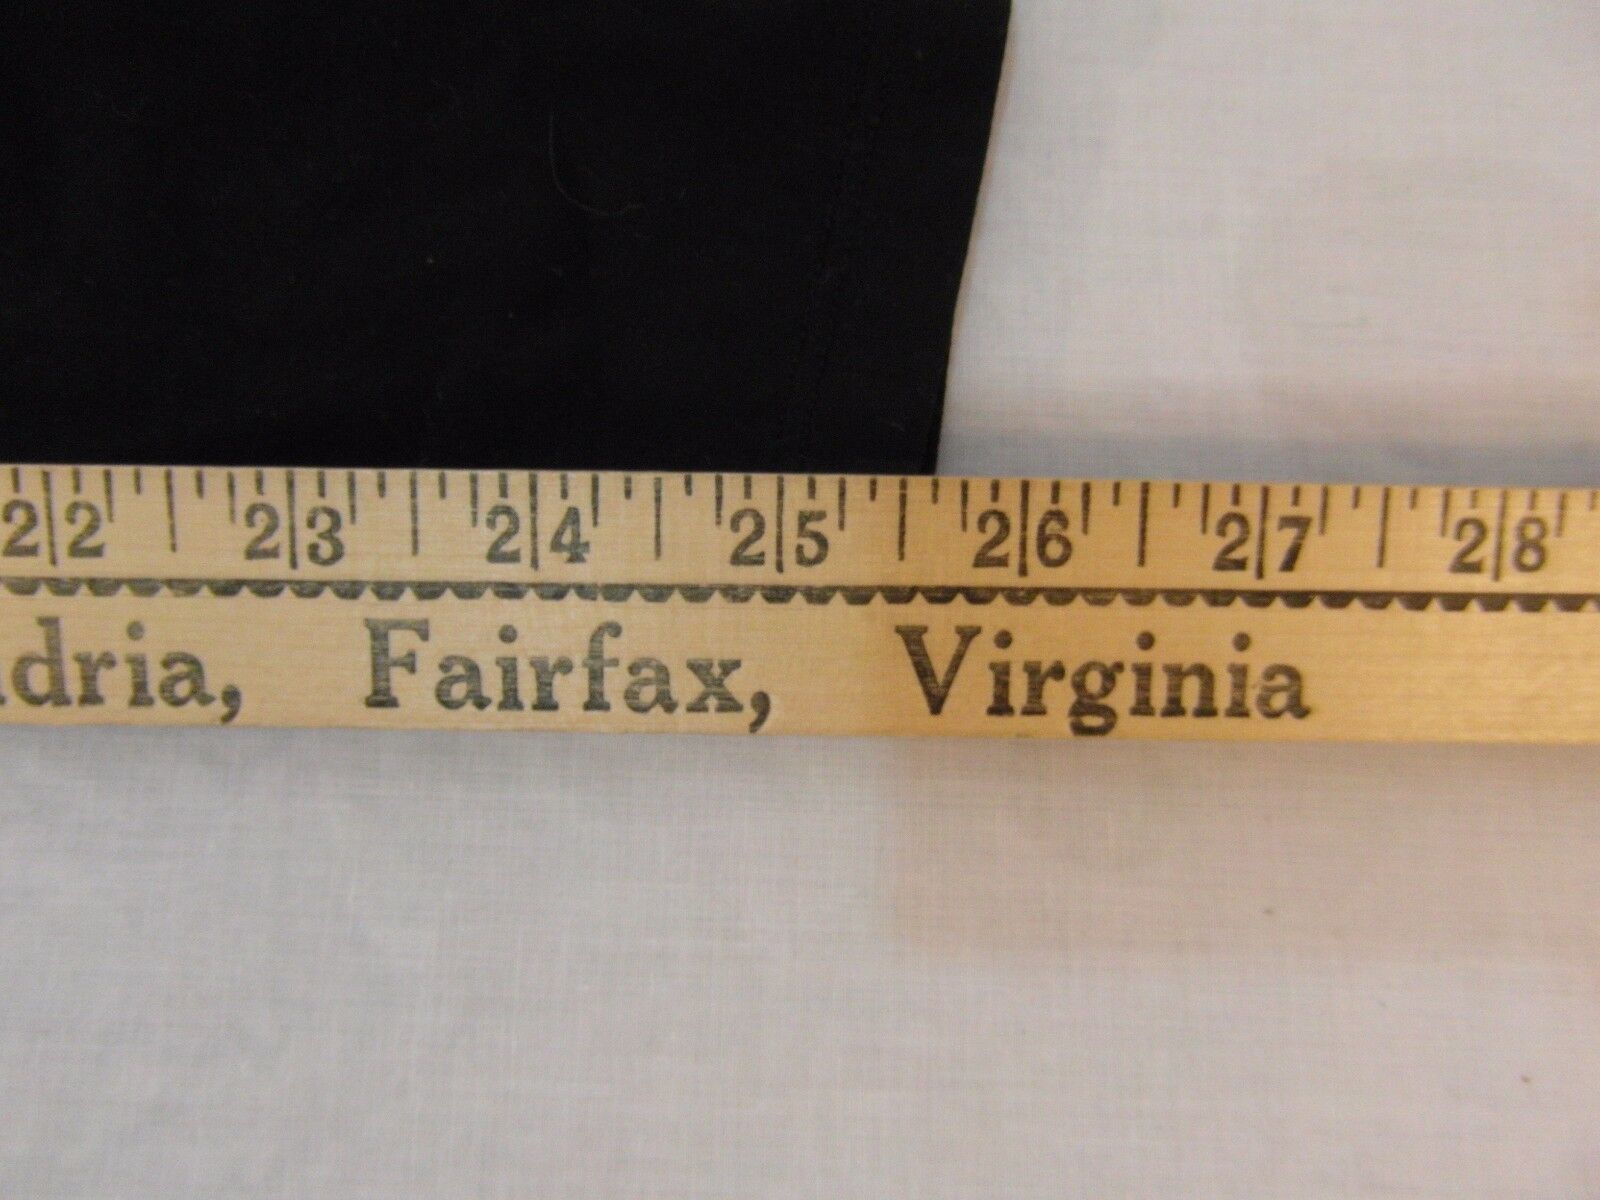 22 23 24 25 26 27 28
dria, Fairfax, Virginia